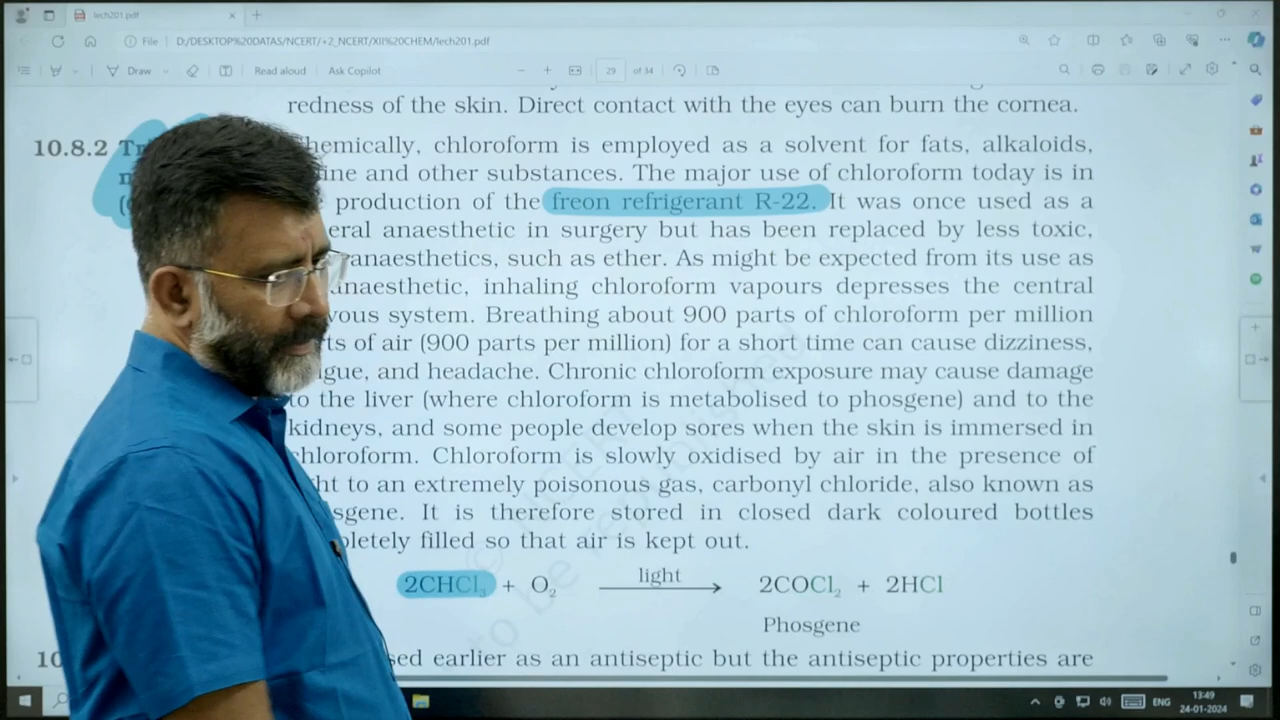 lech201.pdf
File D:/DESKTOP%20DATAS/NCERT/+2_NCERT/XII%20CHEM/lech201.pdf
Draw Read aloud Ask Copilot 29 of 34
redness of the skin. Direct contact with the eyes can burn the cornea.
10.8.2 hemically, chloroform is employed as a solvent for fats, alkaloids,
ine and other substances. The major use of chloroform today is in
production of the freon refrigerant R-22. It was once used as a
eral anaesthetic in surgery but has been replaced by less toxic,
anaesthetics, such as ether. As might be expected from its use as
naesthetic, inhaling chloroform vapours depresses the central
vous system. Breathing about 900 parts of chloroform per million
ts of air (900 parts per million) for a short time can cause dizziness,
igue, and headache. Chronic chloroform exposure may cause damage
to the liver (where chloroform is metabolised to phosgene) and to the
kidneys, and some people develop sores when the skin is immersed in
chloroform. Chloroform is slowly oxidised by air in the presence of
ht to an extremely poisonous gas, carbonyl chloride, also known as
sgene. It is therefore stored in closed dark coloured bottles
pletely filled so that air is kept out.
2CHCl₃ + O₂ light 2COCl₂ + 2HCl
Phosgene
10 sed earlier as an antiseptic but the antiseptic properties are
ENG 13:49
24-01-2024